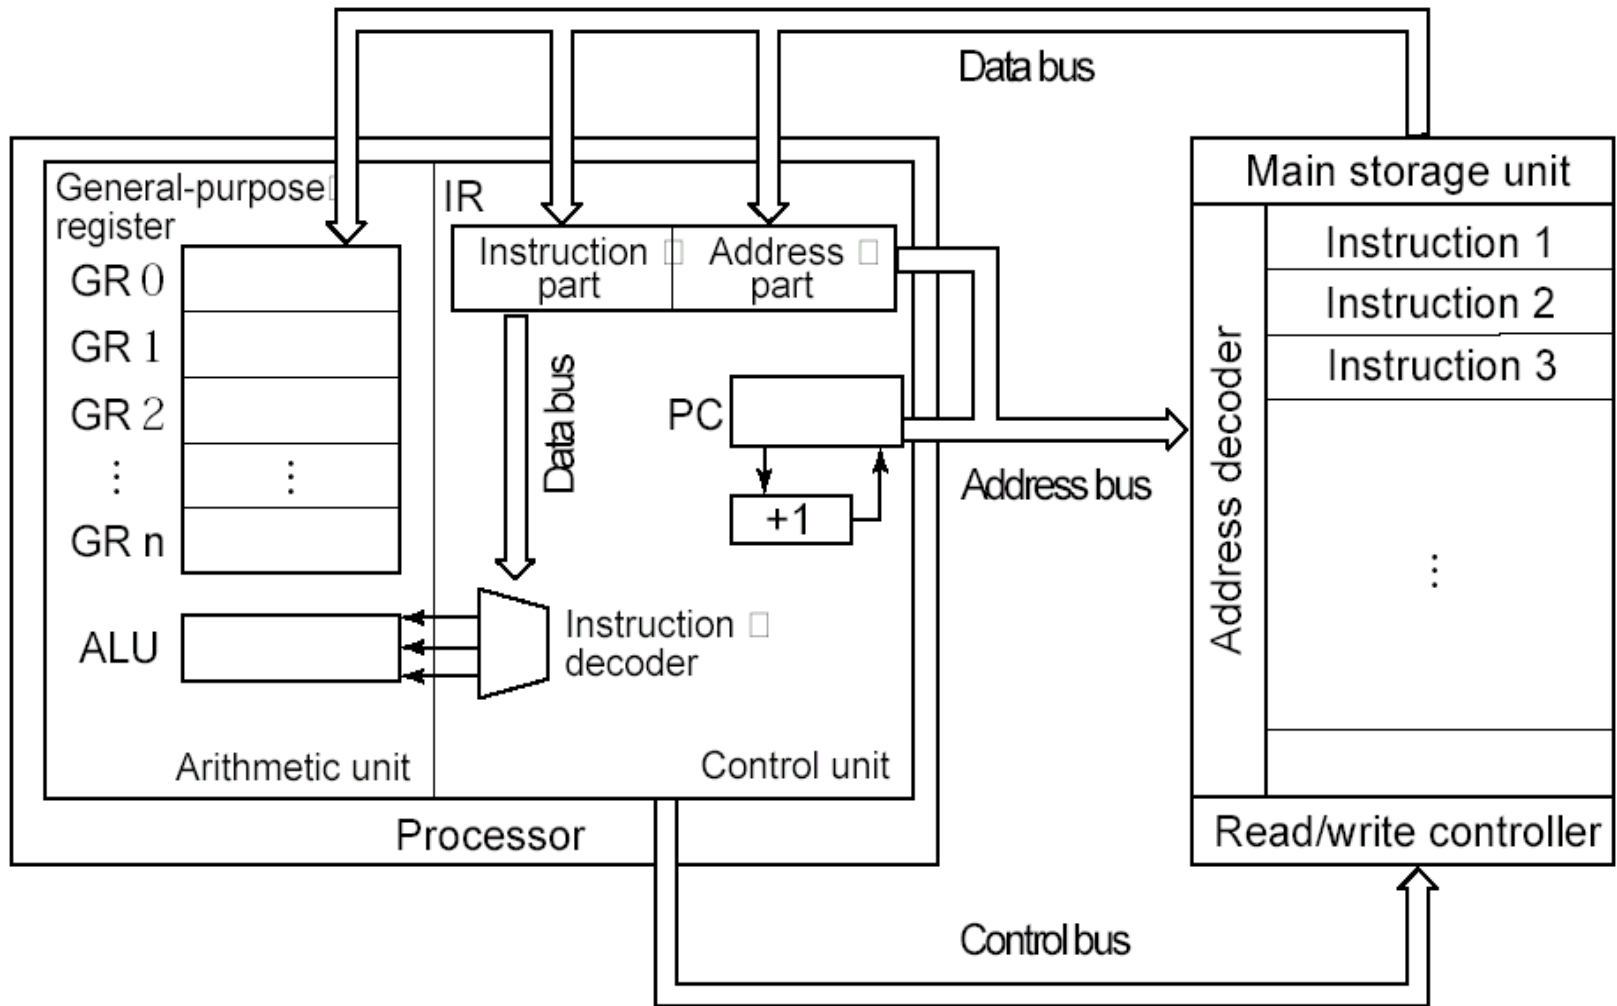 Data bus
Main storage unit
General-purpose
register
GR 0
GR 1
GR 2
⋮
⋮
GR n
ALU
Arithmetic unit
IR
Instruction
part
Address
part
Data bus
PC
+1
Instruction
decoder
Control unit
Processor
Address bus
Address decoder
Instruction 1
Instruction 2
Instruction 3
⋮
Read/write controller
Control bus